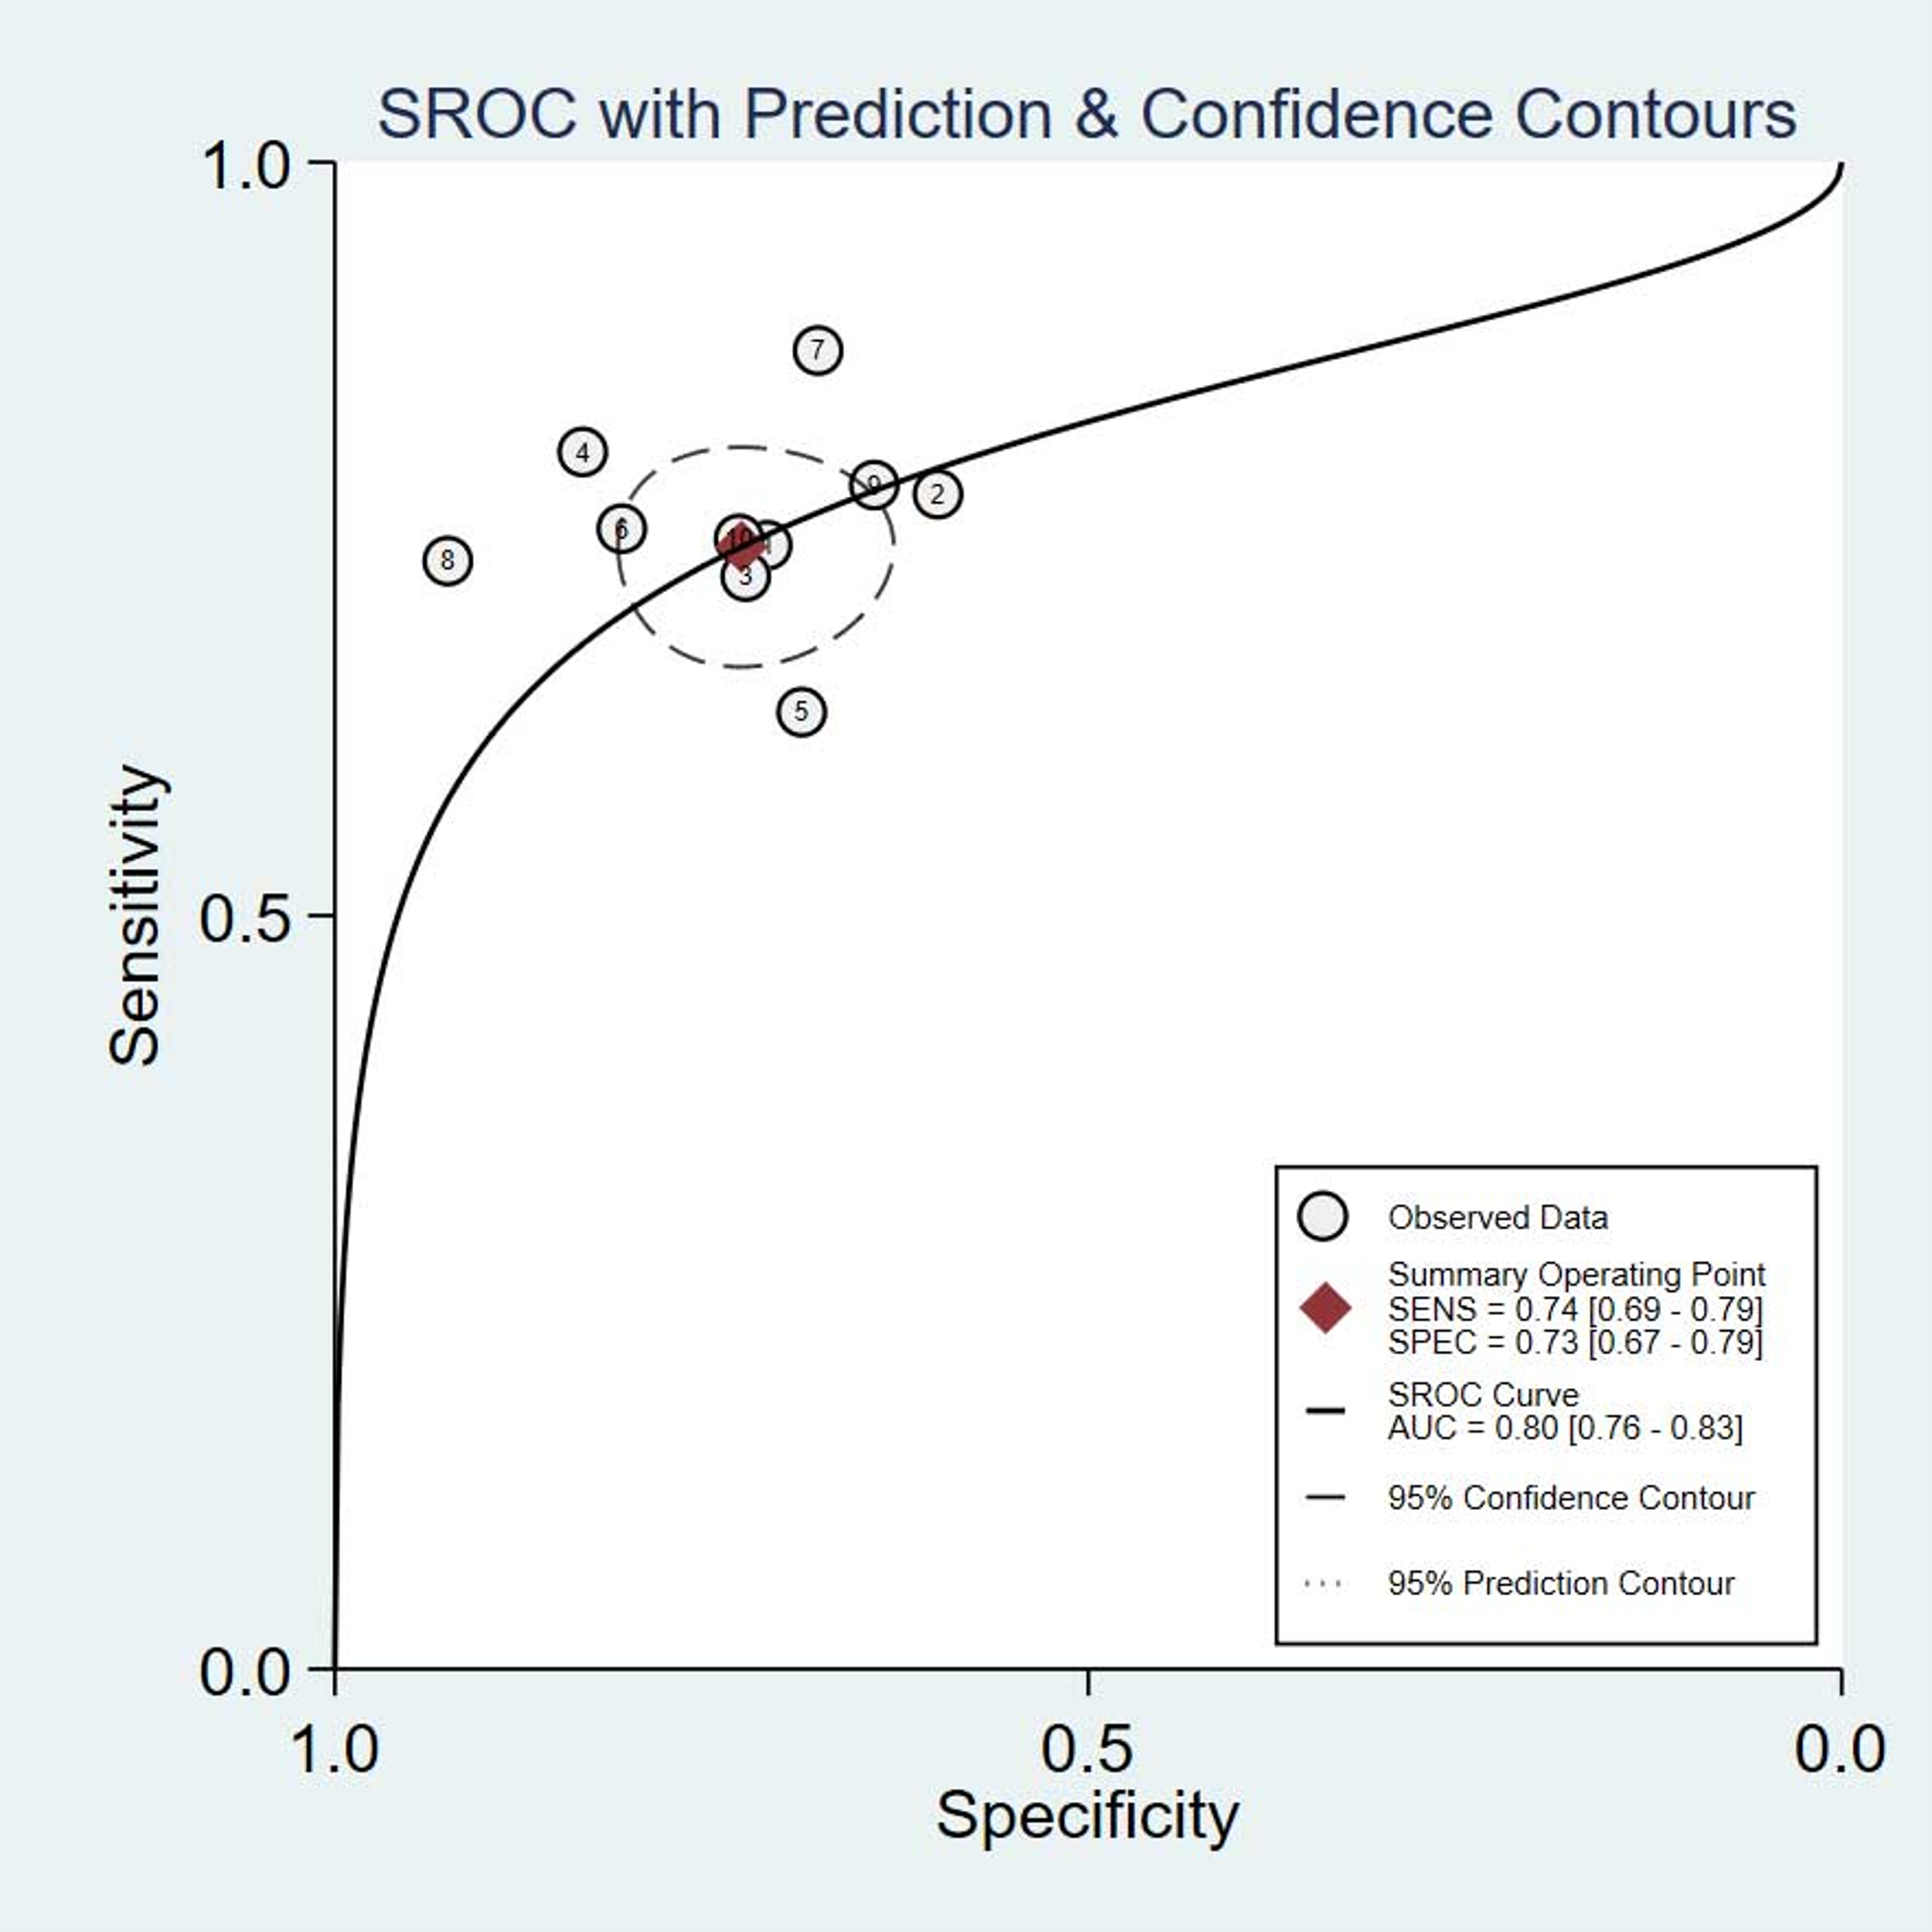 SROC with Prediction & Confidence Contours
1.0
7
4
9
2
6
10
8
3
5
Sensitivity
0.5
Observed Data
Summary Operating Point
SENS = 0.74 [0.69 - 0.79]
SPEC = 0.73 [0.67 - 0.79]
SROC Curve
AUC = 0.80 [0.76 - 0.83]
95% Confidence Contour
95% Prediction Contour
0.0
1.0
0.5
0.0
Specificity